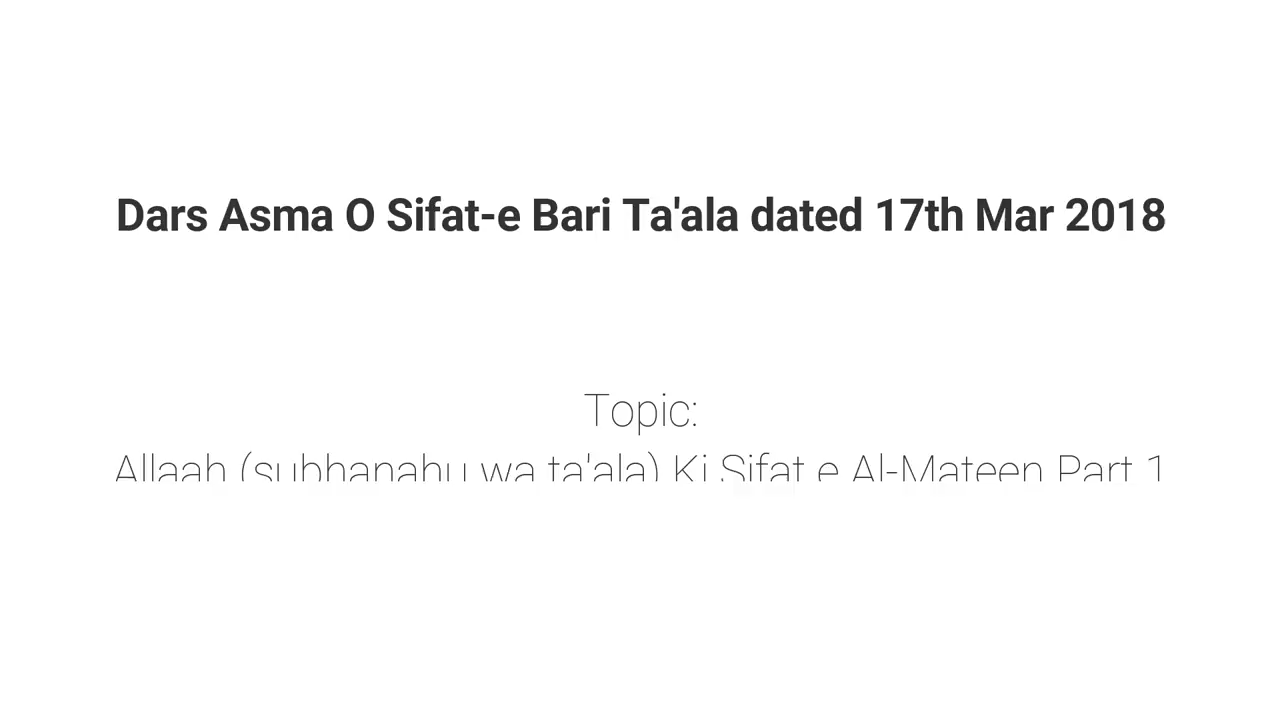 Dars Asma O Sifat-e Bari Ta'ala dated 17th Mar 2018
Topic:
Allaah (subhanahu wa ta'ala) Ki Sifat e Al-Mateen Part 1